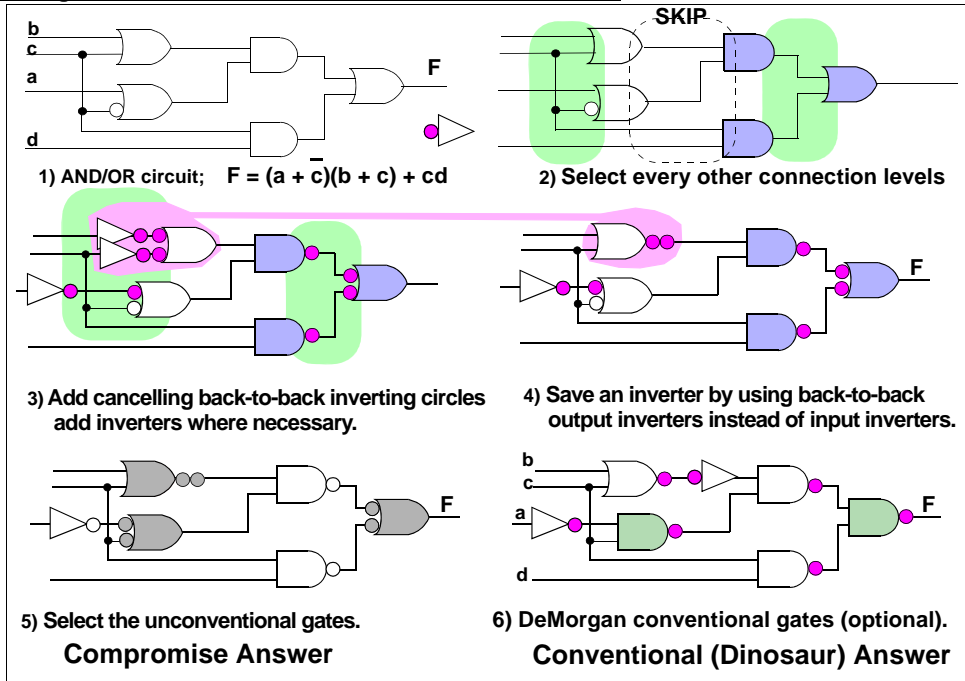 b
c
a
d
F
1) AND/OR circuit; F = (a + c̄)(b + c) + cd
SKIP
2) Select every other connection levels
3) Add cancelling back-to-back inverting circles
add inverters where necessary.
F
4) Save an inverter by using back-to-back
output inverters instead of input inverters.
F
5) Select the unconventional gates.
Compromise Answer
b
c
a
d
F
6) DeMorgan conventional gates (optional).
Conventional (Dinosaur) Answer